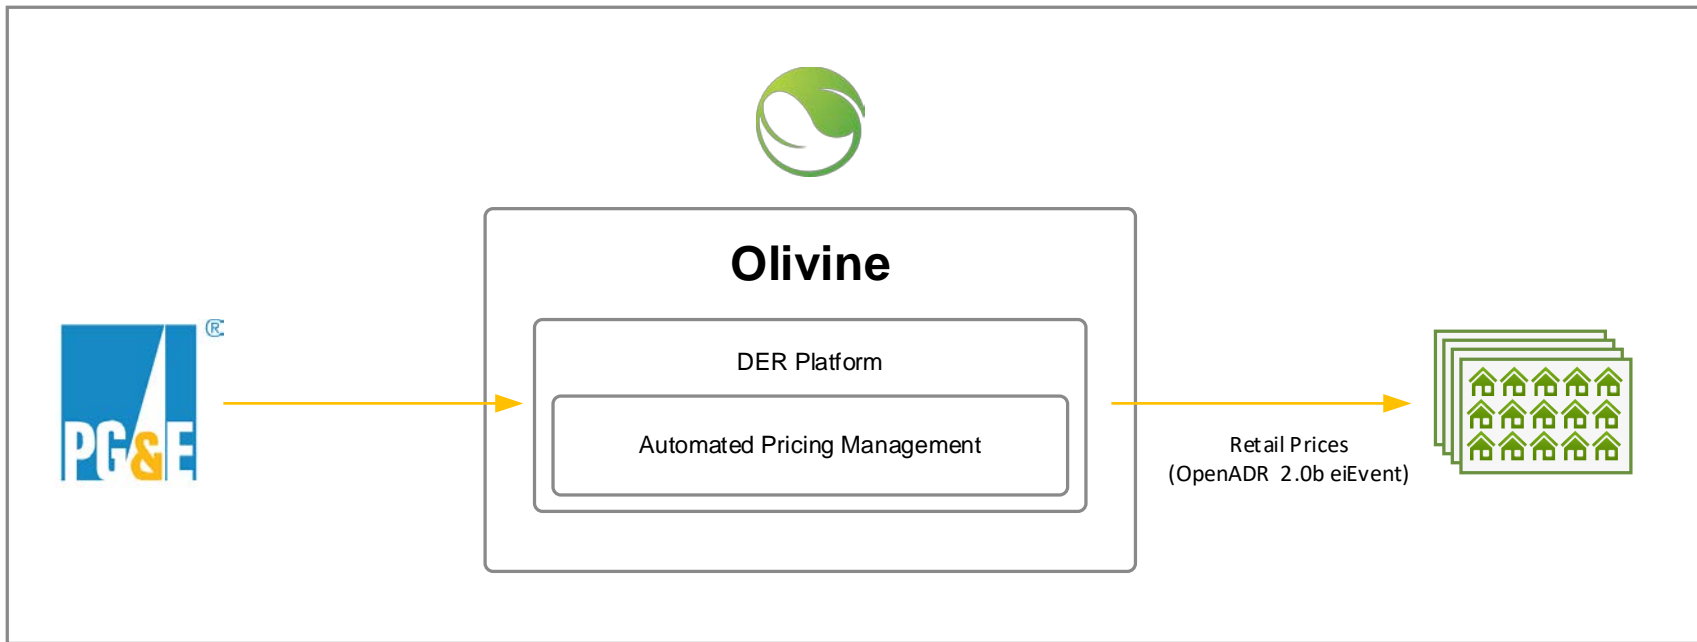 Olivine
DER Platform
Automated Pricing Management
PG&E
®
Retail Prices
(OpenADR 2.0b eiEvent)